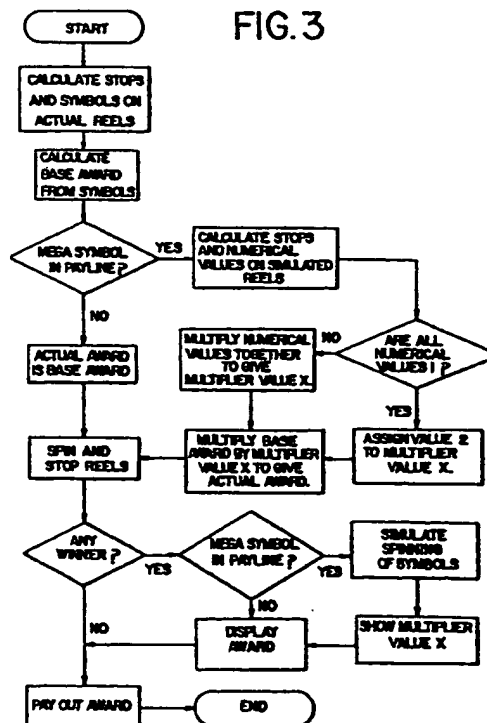 FIG. 3
START
CALCULATE STOPS
AND SYMBOLS ON
ACTUAL REELS
CALCULATE
BASE AWARD
FROM SYMBOLS
MEGA SYMBOL
IN PAYLINE?
YES
CALCULATE STOPS
AND NUMERICAL
VALUES ON SIMULATED
REELS
NO
ARE ALL
NUMERICAL
VALUES 1?
NO
MULTIPLY NUMERICAL
VALUES TOGETHER
TO GIVE
MULTIPLIER VALUE X.
ACTUAL AWARD
IS BASE AWARD
YES
ASSIGN VALUE 2
TO MULTIPLIER
VALUE X.
MULTIPLY BASE
AWARD BY MULTIPLIER
VALUE X TO GIVE
ACTUAL AWARD.
SPIN AND
STOP REELS
ANY
WINNER?
YES
MEGA SYMBOL
IN PAYLINE?
YES
SIMULATE
SPINNING
OF SYMBOLS
NO
NO
DISPLAY
AWARD
SHOW MULTIPLIER
VALUE X
PAY OUT AWARD
END